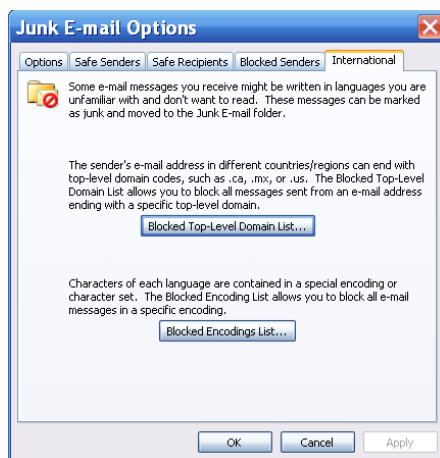 Junk E-mail Options
Options Safe Senders Safe Recipients Blocked Senders International
Some e-mail messages you receive might be written in languages you are
unfamiliar with and don't want to read. These messages can be marked
as junk and moved to the Junk E-mail folder.
The sender's e-mail address in different countries/regions can end with
top-level domain codes, such as .ca, .mx, or .us. The Blocked Top-Level
Domain List allows you to block all messages sent from an e-mail address
ending with a specific top-level domain.
Blocked Top-Level Domain List...
Characters of each language are contained in a special encoding or
character set. The Blocked Encoding List allows you to block all e-mail
messages in a specific encoding.
Blocked Encodings List...
OK Cancel Apply